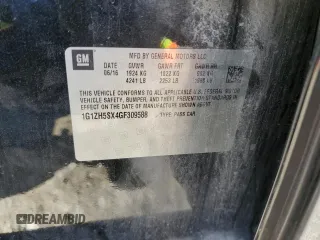 GM
MFD BY GENERAL MOTORS LLC
DATE GVWR GAWR FRT GAWR RR
06/16 1924 KG 1022 KG
4241 LB 2252 LB
THIS VEHICLE CONFORMS TO ALL APPLICABLE U.S. FEDERAL
MOTOR VEHICLE SAFETY, BUMPER, AND THEFT PREVENTION
STANDARDS IN EFFECT ON THE DATE OF MANUFACTURE
SHOWN ABOVE.
TYPE: PASS CAR
DREAMBID